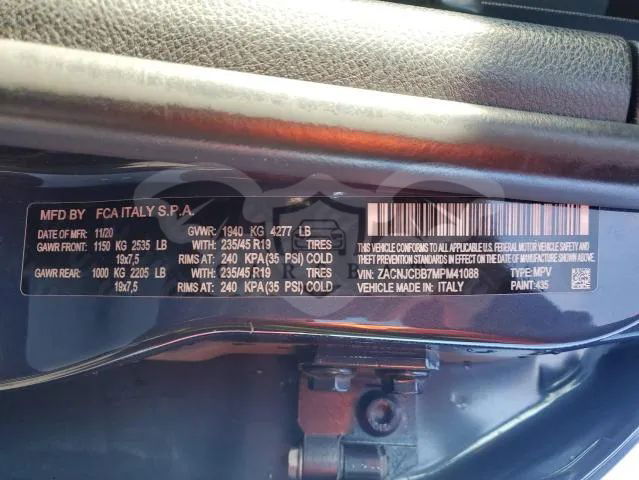 MFD BY FCA ITALY S.P.A.
DATE OF MFR: 11/20 GVWR: 1940 KG 4277 LB
GAWR FRONT: 1150 KG 2535 LB WITH: 235/45 R19 TIRES
19x7,5 RIMS AT: 240 KPA(35 PSI) COLD
GAWR REAR: 1000 KG 2205 LB WITH: 235/45 R19 TIRES
19x7,5 RIMS AT: 240 KPA(35 PSI) COLD
THIS VEHICLE CONFORMS TO ALL APPLICABLE
U.S.A. FEDERAL MOTOR VEHICLE SAFETY, BUMPER AND THEFT
PREVENTION STANDARDS IN
EFFECT ON THE DATE OF MANUFACTURE SHOWN ABOVE.
VIN: ZACNJCBB7MPM41088 TYPE: MPV
VEHICLE MADE IN: ITALY PAINT: 435